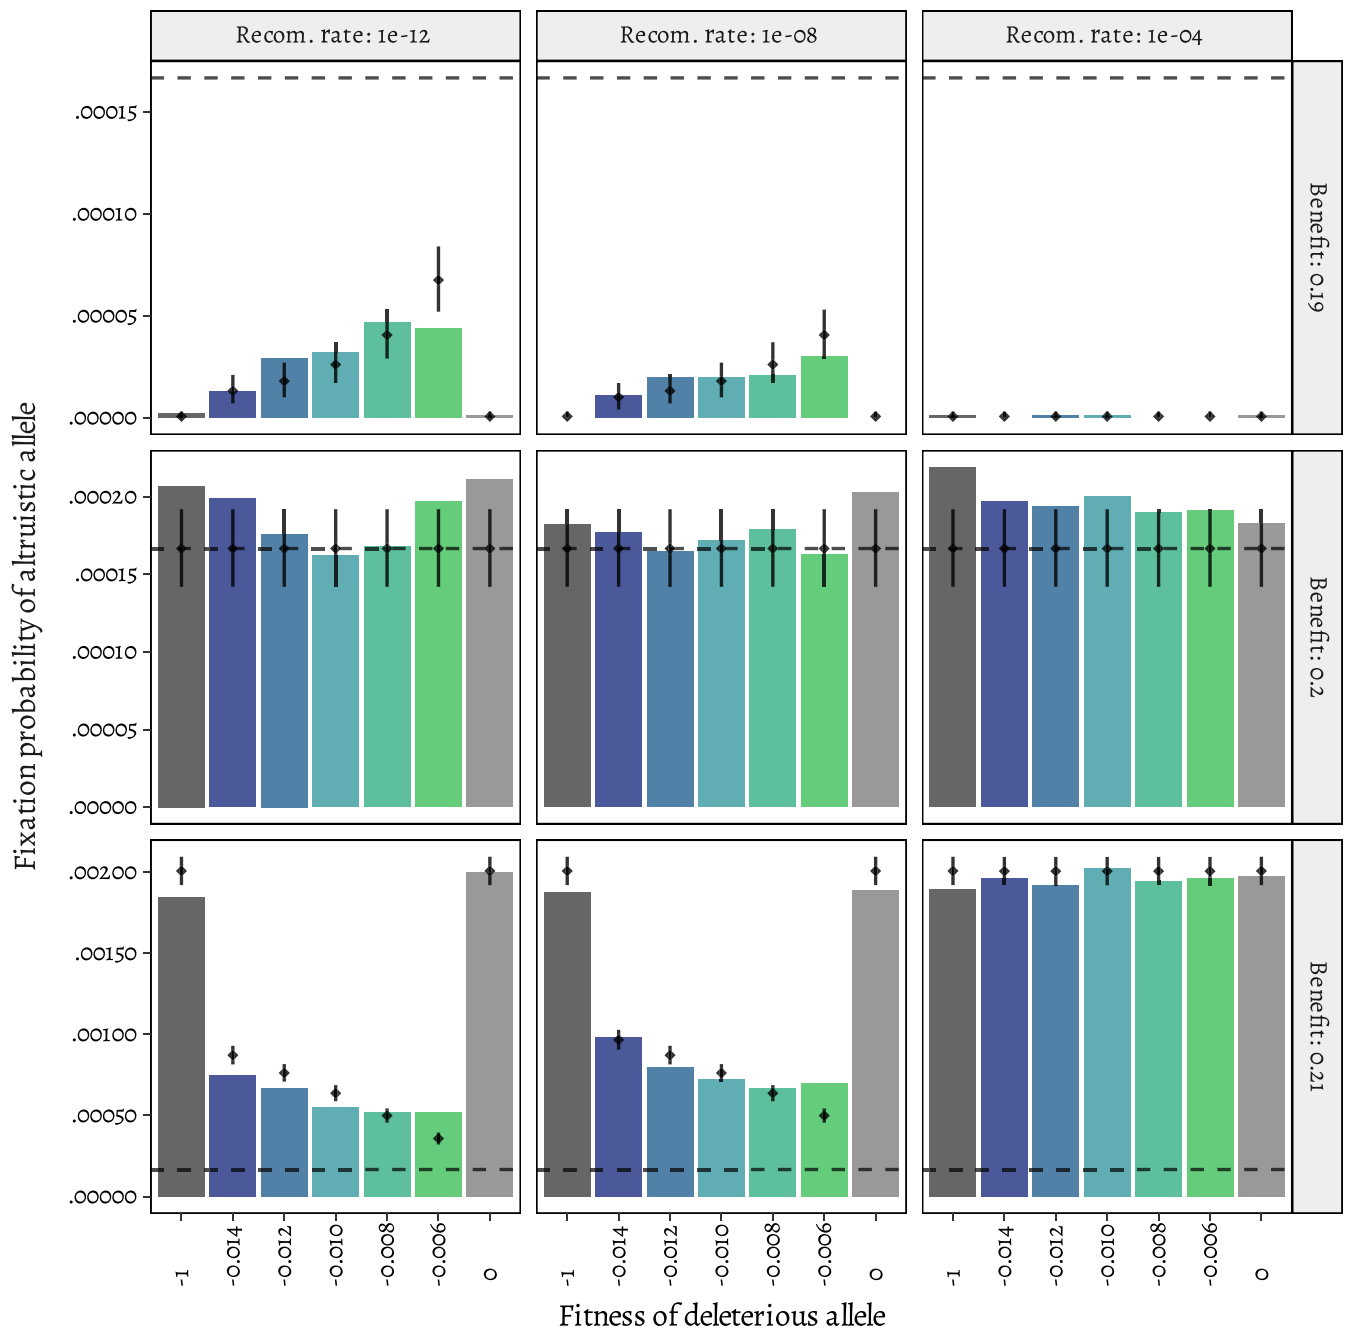 Recom. rate: 1e-12
Recom. rate: 1e-08
Recom. rate: 1e-04
.00015
.00010
.00005
.00000
Benefit: 0.19
.00020
.00015
.00010
.00005
.00000
Benefit: 0.2
.00200
.00150
.00100
.00050
.00000
Benefit: 0.21
Fixation probability of altruistic allele
-1 -0.014 -0.012 -0.010 -0.008 -0.006 0
-1 -0.014 -0.012 -0.010 -0.008 -0.006 0
-1 -0.014 -0.012 -0.010 -0.008 -0.006 0
Fitness of deleterious allele